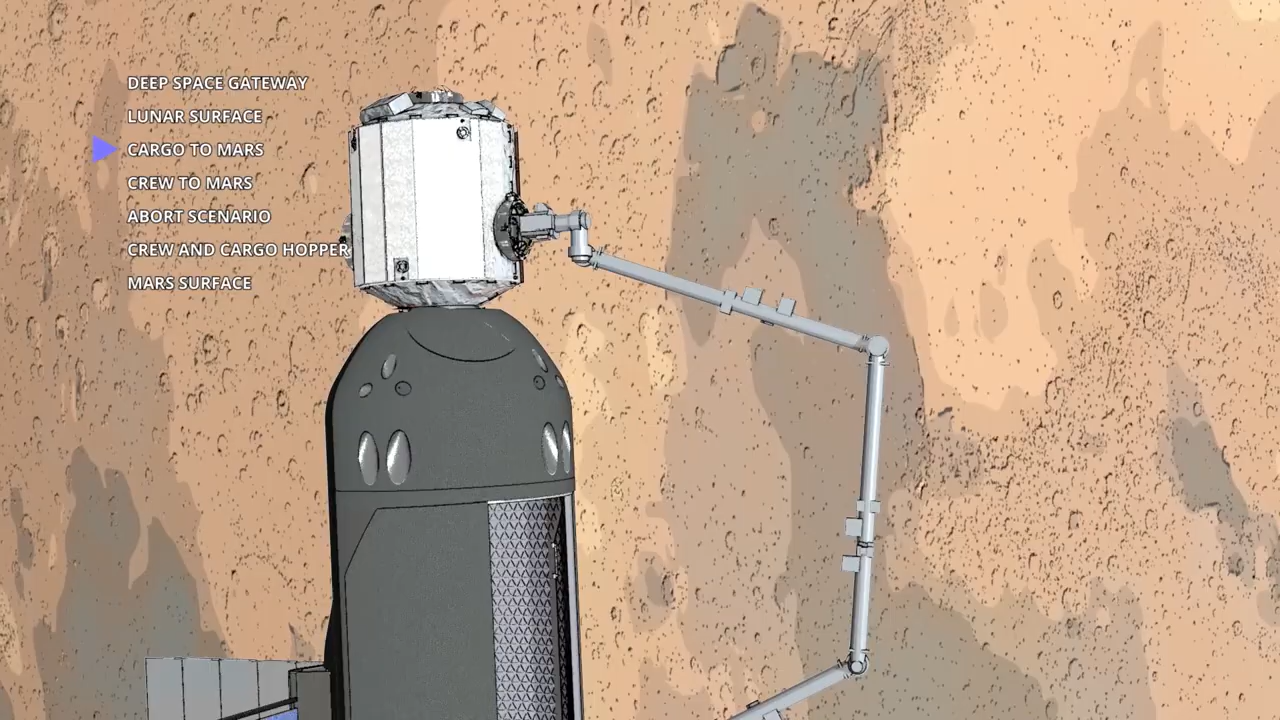 DEEP SPACE GATEWAY
LUNAR SURFACE
CARGO TO MARS
CREW TO MARS
ABORT SCENARIO
CREW AND CARGO HOPPER
MARS SURFACE